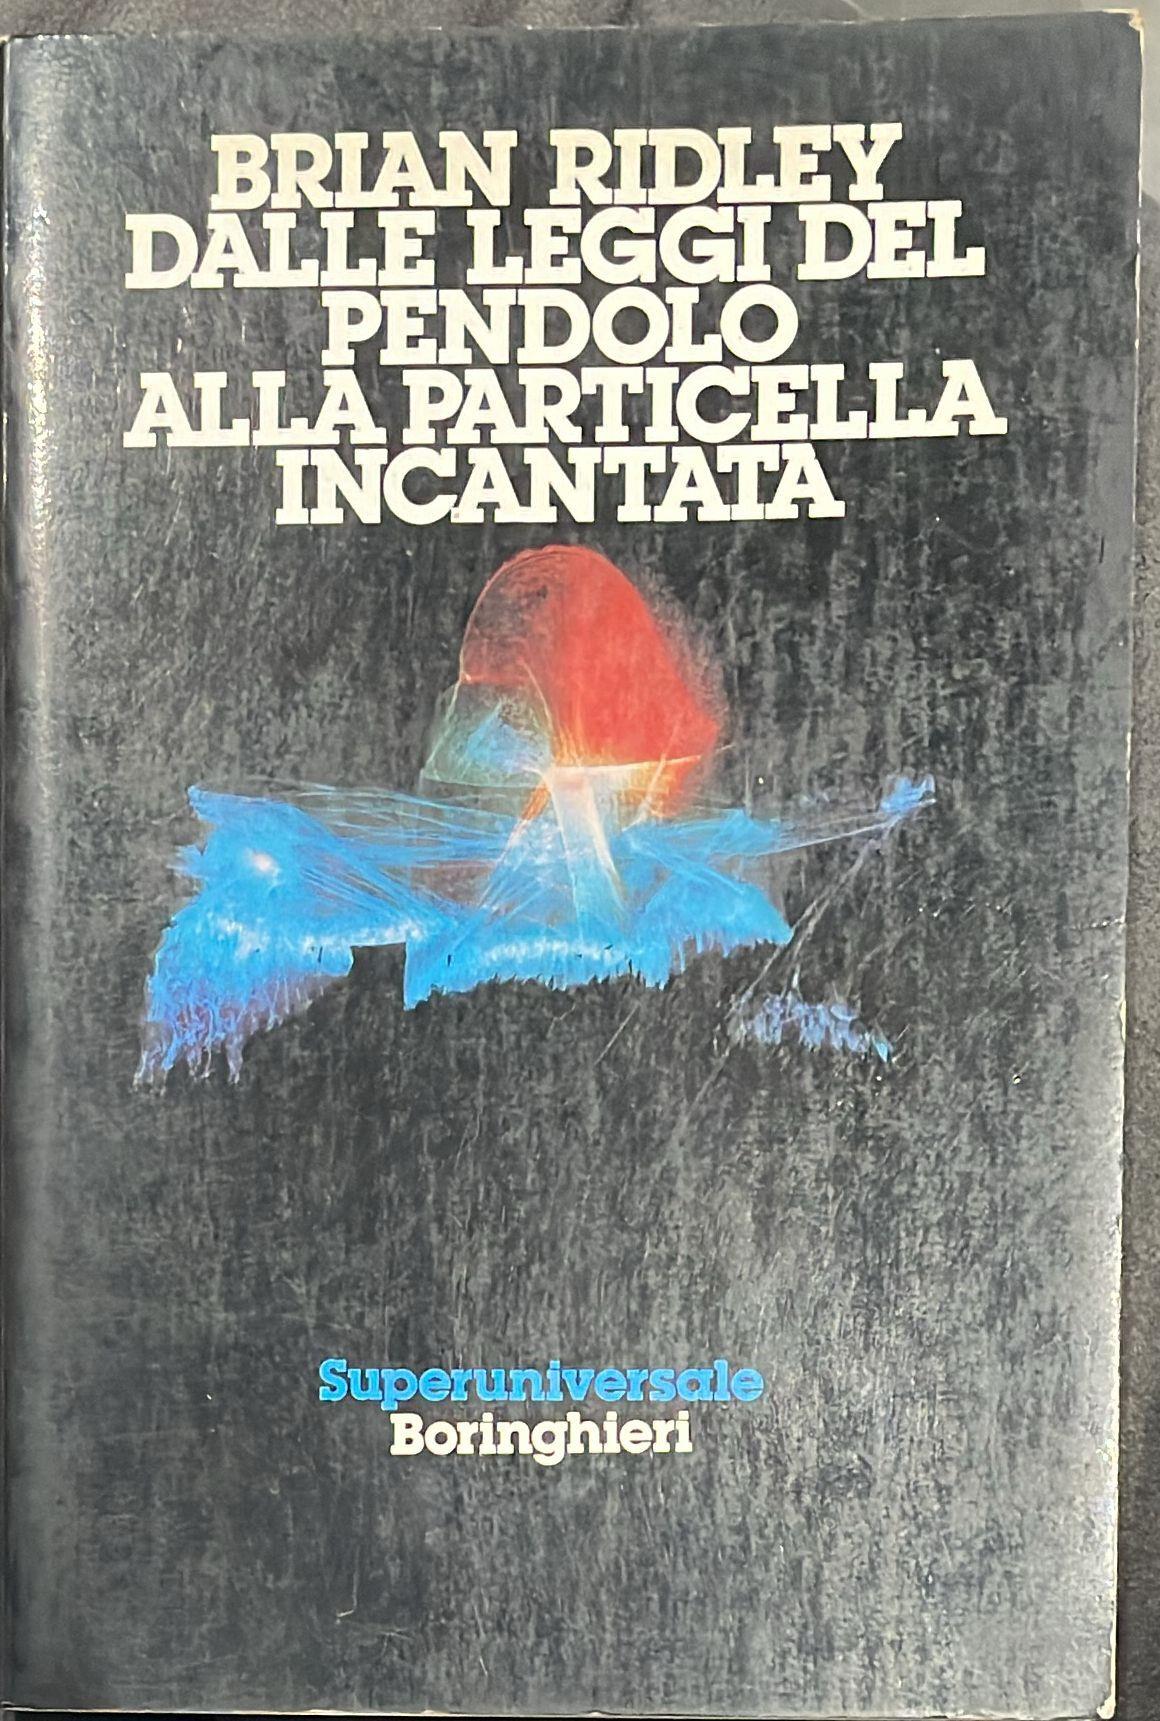 BRIAN RIDLEY
DALLE LEGGI DEL
PENDOLO
ALLA PARTICELLA
INCANTATA
Superuniversale
Boringhieri